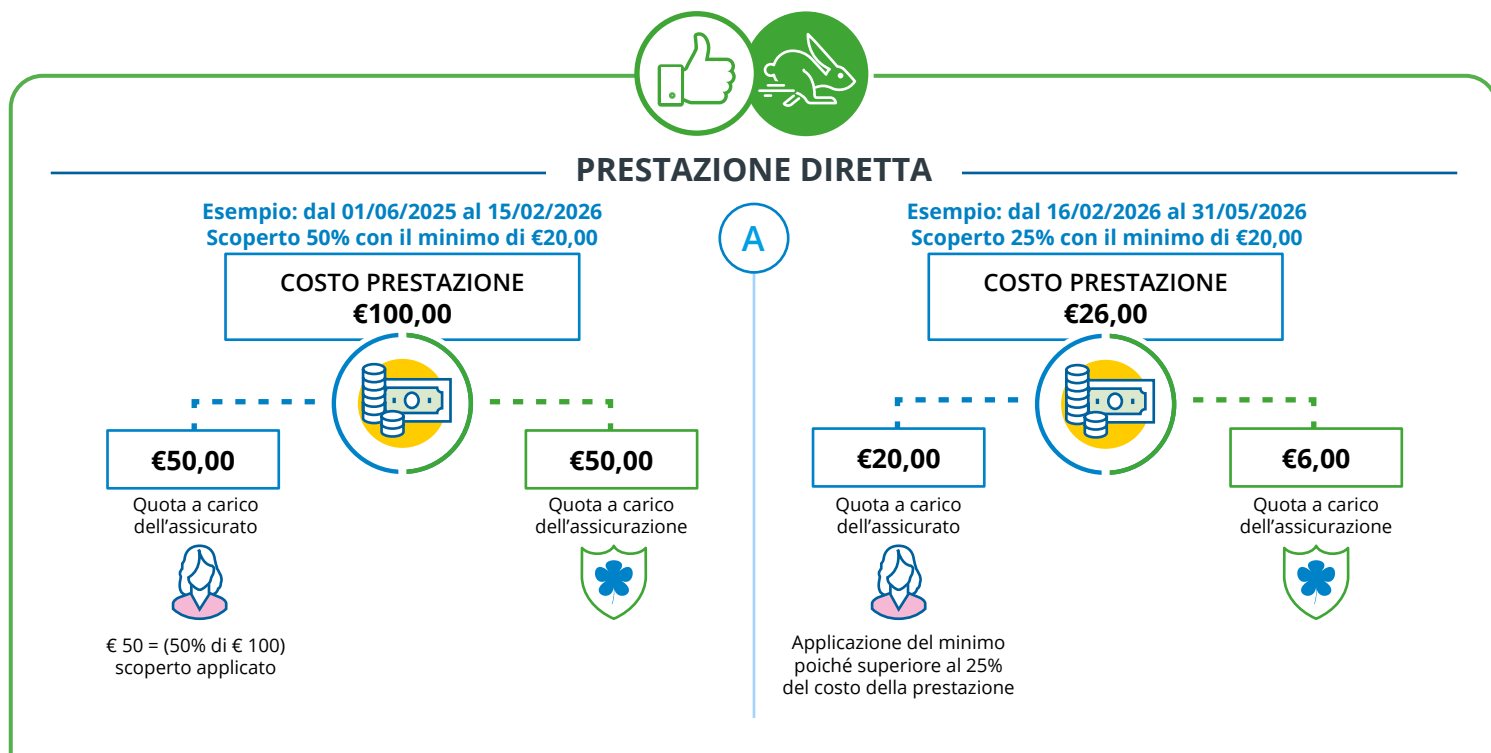 PRESTAZIONE DIRETTA
Esempio: dal 01/06/2025 al 15/02/2026
Scoperto 50% con il minimo di €20,00
COSTO PRESTAZIONE
€100,00
€50,00
Quota a carico
dell’assicurato
€ 50 = (50% di € 100)
scoperto applicato
€50,00
Quota a carico
dell’assicurazione
A
Esempio: dal 16/02/2026 al 31/05/2026
Scoperto 25% con il minimo di €20,00
COSTO PRESTAZIONE
€26,00
€20,00
Quota a carico
dell’assicurato
Applicazione del minimo
poiché superiore al 25%
del costo della prestazione
€6,00
Quota a carico
dell’assicurazione